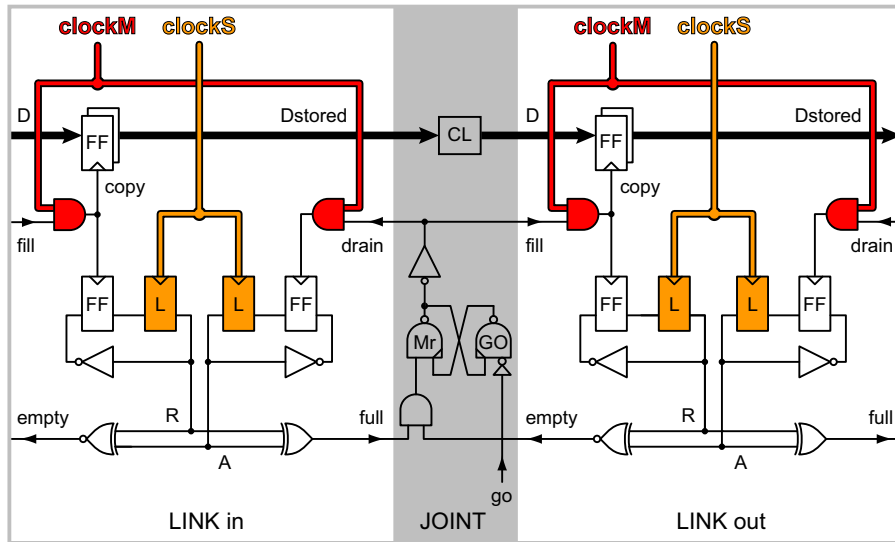 clockM clockS clockM clockS
D Dstored D Dstored
FF CL FF
copy copy
fill drain fill drain
FF L L FF FF L L FF
Mr GO
empty R full empty R full
A A
go
LINK in JOINT LINK out